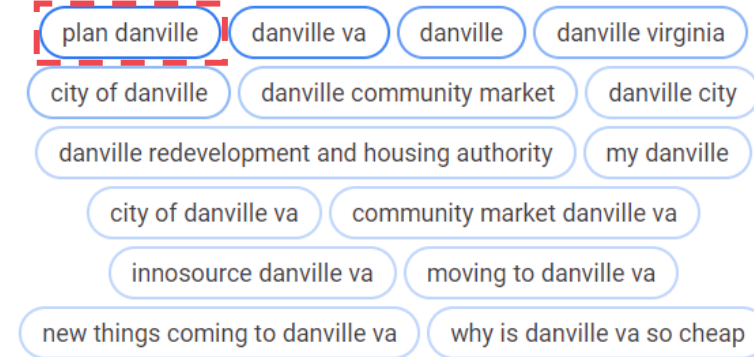 plan danville danville va danville danville virginia
city of danville danville community market danville city
danville redevelopment and housing authority my danville
city of danville va community market danville va
innosource danville va moving to danville va
new things coming to danville va why is danville va so cheap